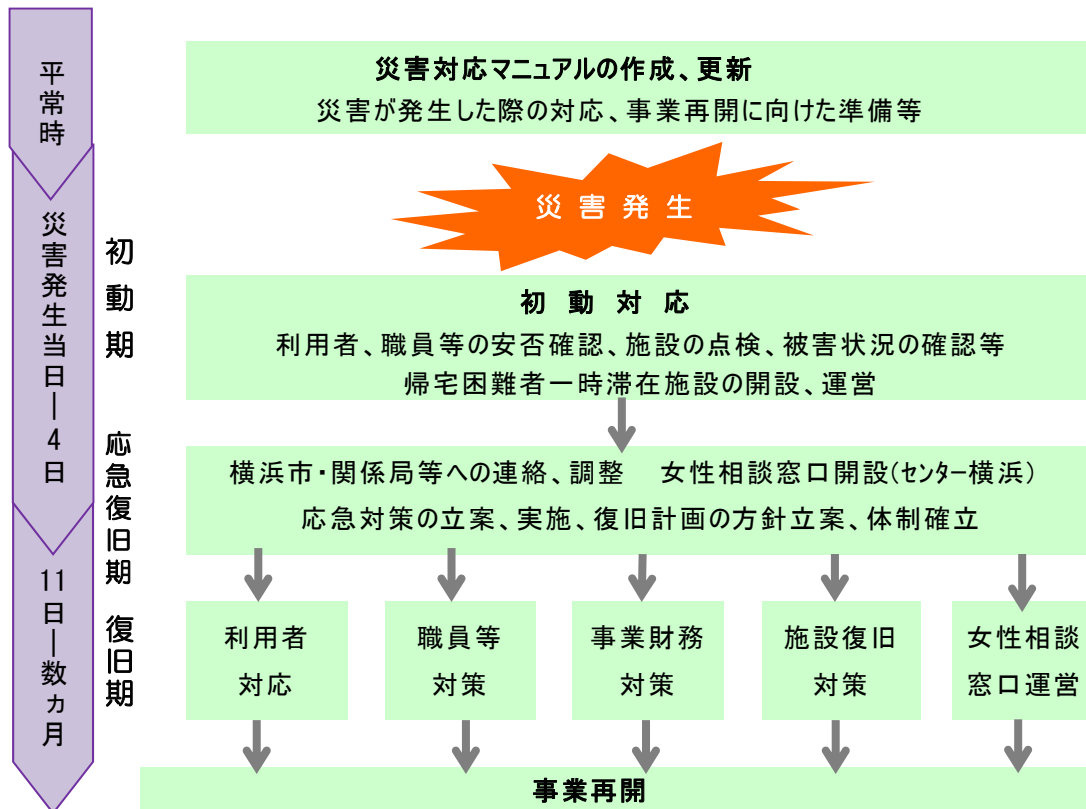 平常時
災害対応マニュアルの作成、更新
災害が発生した際の対応、事業再開に向けた準備等
災害発生
災害発生当日―4日
初動期
初動対応
利用者、職員等の安否確認、施設の点検、被害状況の確認等
帰宅困難者一時滞在施設の開設、運営
応急復旧期
横浜市・関係局等への連絡、調整　女性相談窓口開設(センター横浜)
応急対策の立案、実施、復旧計画の方針立案、体制確立
11日―数ヵ月
復旧期
利用者
対応
職員等
対策
事業財務
対策
施設復旧
対策
女性相談
窓口運営
事業再開